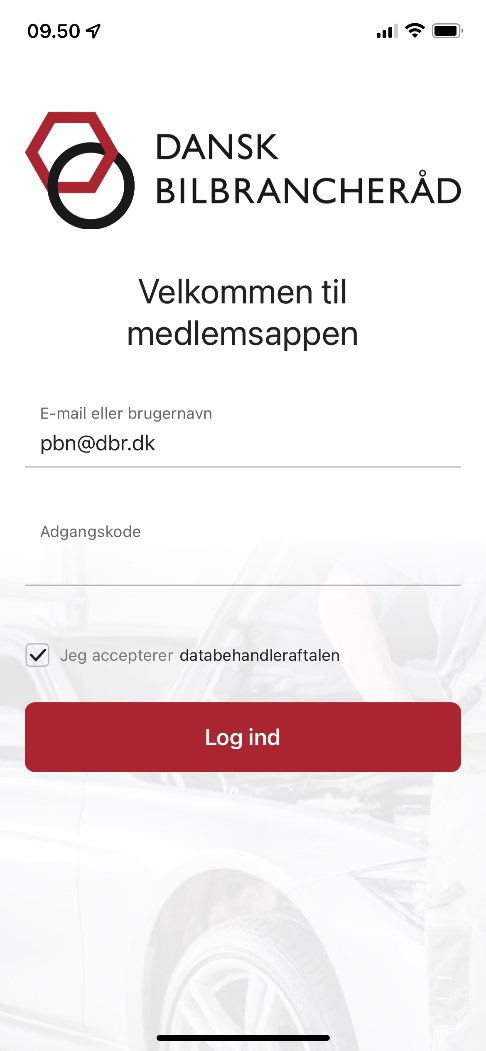 09.50
DANSK
BILBRANCHERÅD
Velkommen til
medlemsappen
E-mail eller brugernavn
pbn@dbr.dk
Adgangskode
Jeg accepterer databehandleraftalen
Log ind